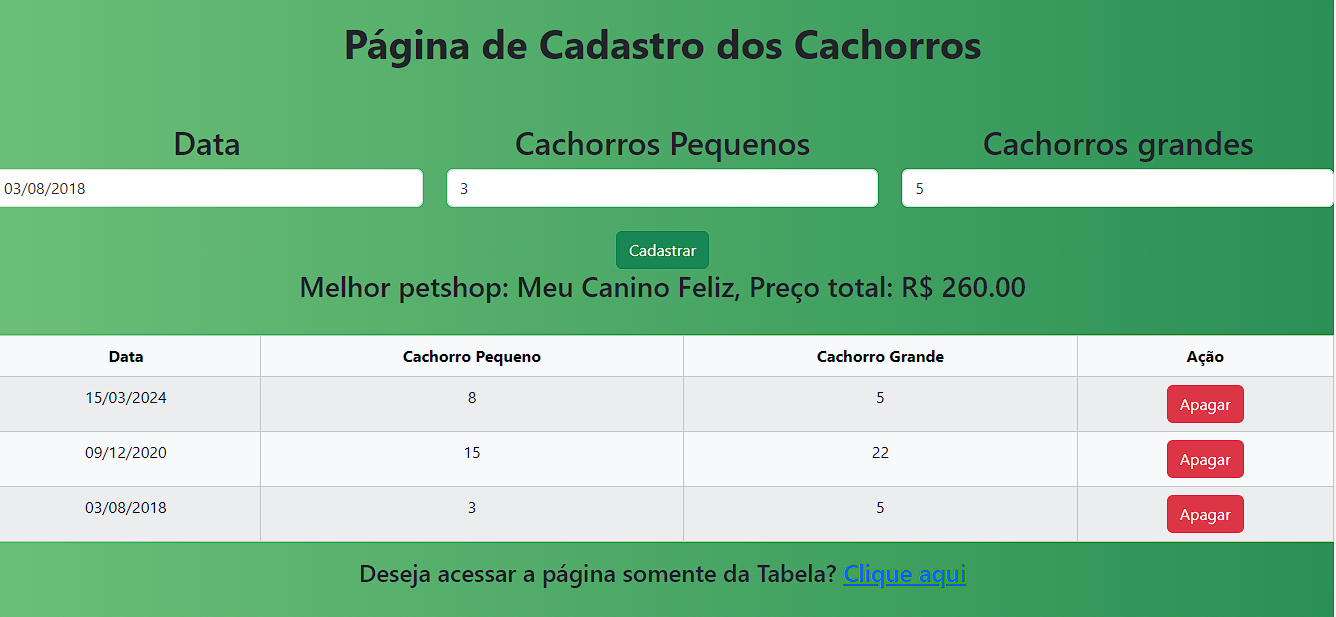 Página de Cadastro dos Cachorros
Data Cachorros Pequenos Cachorros grandes
03/08/2018 3 5
Cadastrar
Melhor petshop: Meu Canino Feliz, Preço total: R$ 260.00
Data Cachorro Pequeno Cachorro Grande Ação
15/03/2024 8 5 Apagar
09/12/2020 15 22 Apagar
03/08/2018 3 5 Apagar
Deseja acessar a página somente da Tabela? Clique aqui